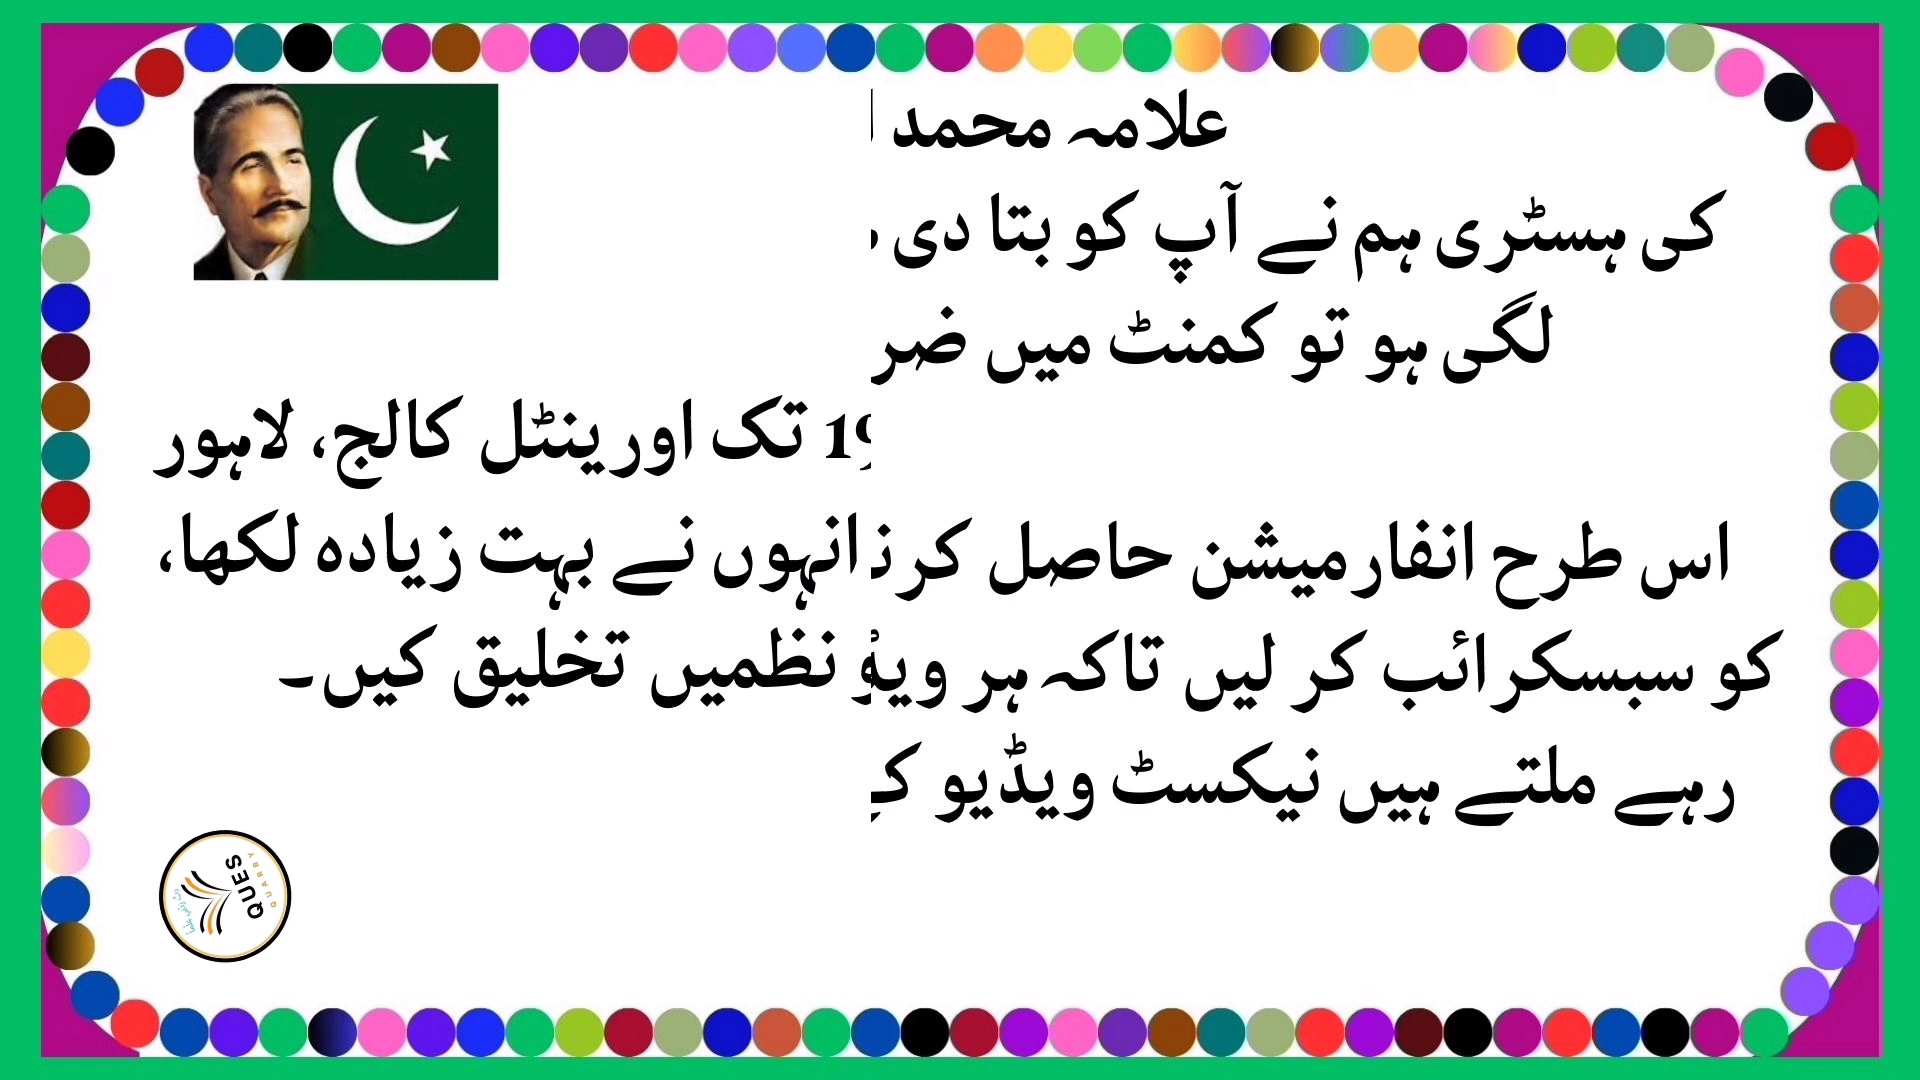 علامہ محمد
کی ہسٹری ہم نے آپ کو بتا دی
لگی ہو تو کمنٹ میں
تک اورینٹل کالج، لاہور
اس طرح انفارمیشن حاصل
انہوں نے بہت زیادہ لکھا،
کو سبسکرائب کر لیں تاکہ ہر
نظمیں تخلیق کیں۔
رہے ملتے ہیں نیکسٹ ویڈیو
QUES
QUARRY